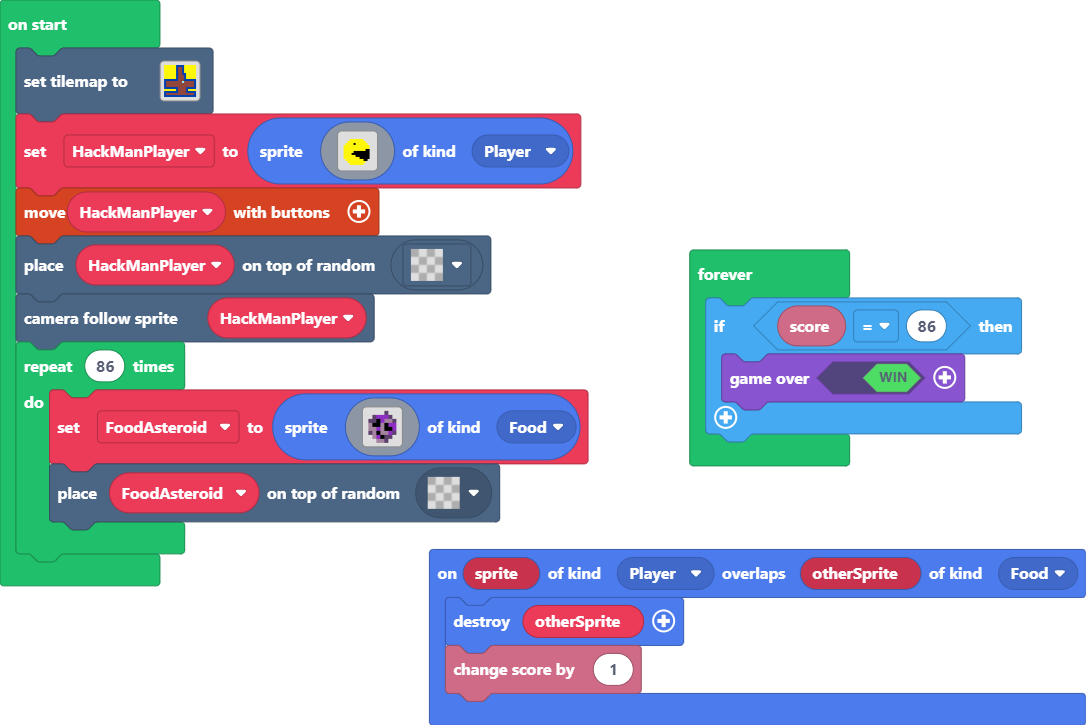 on start
set tilemap to
set HackManPlayer to sprite of kind Player
move HackManPlayer with buttons
place HackManPlayer on top of random
camera follow sprite HackManPlayer
repeat 86 times
do
set FoodAsteroid to sprite of kind Food
place FoodAsteroid on top of random
forever
if score = 86 then
game over WIN
on sprite of kind Player overlaps otherSprite of kind Food
destroy otherSprite
change score by 1